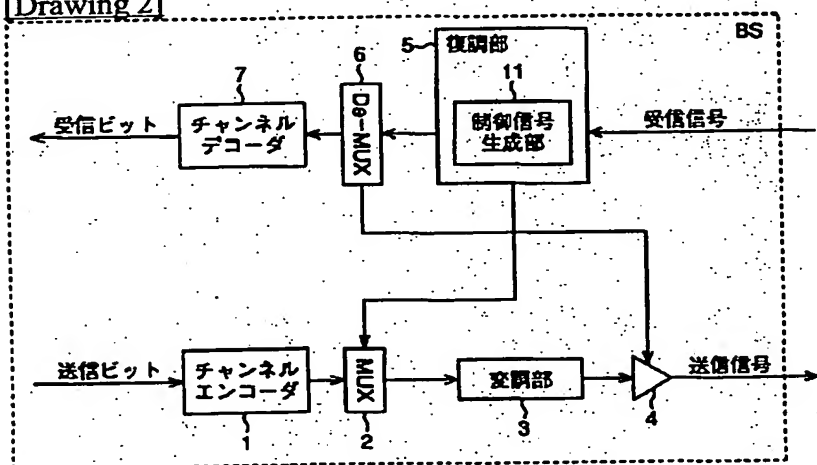 [Drawing 2]
BS
5
復調部
6
7
11
制御信号
生成部
De-MUX
チャンネル
デコーダ
受信ビット
受信信号
送信ビット
チャンネル
エンコーダ
MUX
変調部
送信信号
1
2
3
4